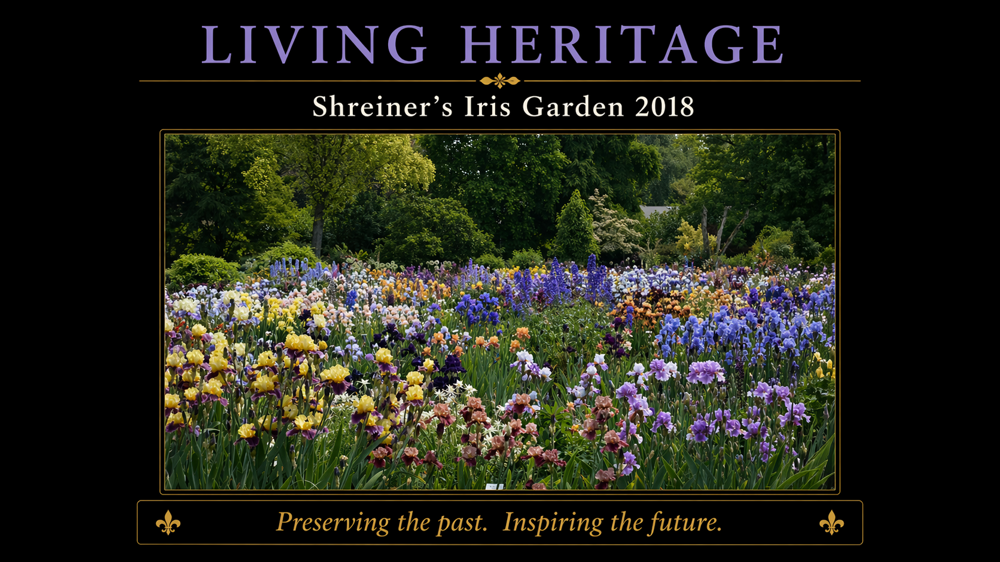 LIVING HERITAGE
Shreiner’s Iris Garden 2018
Preserving the past. Inspiring the future.